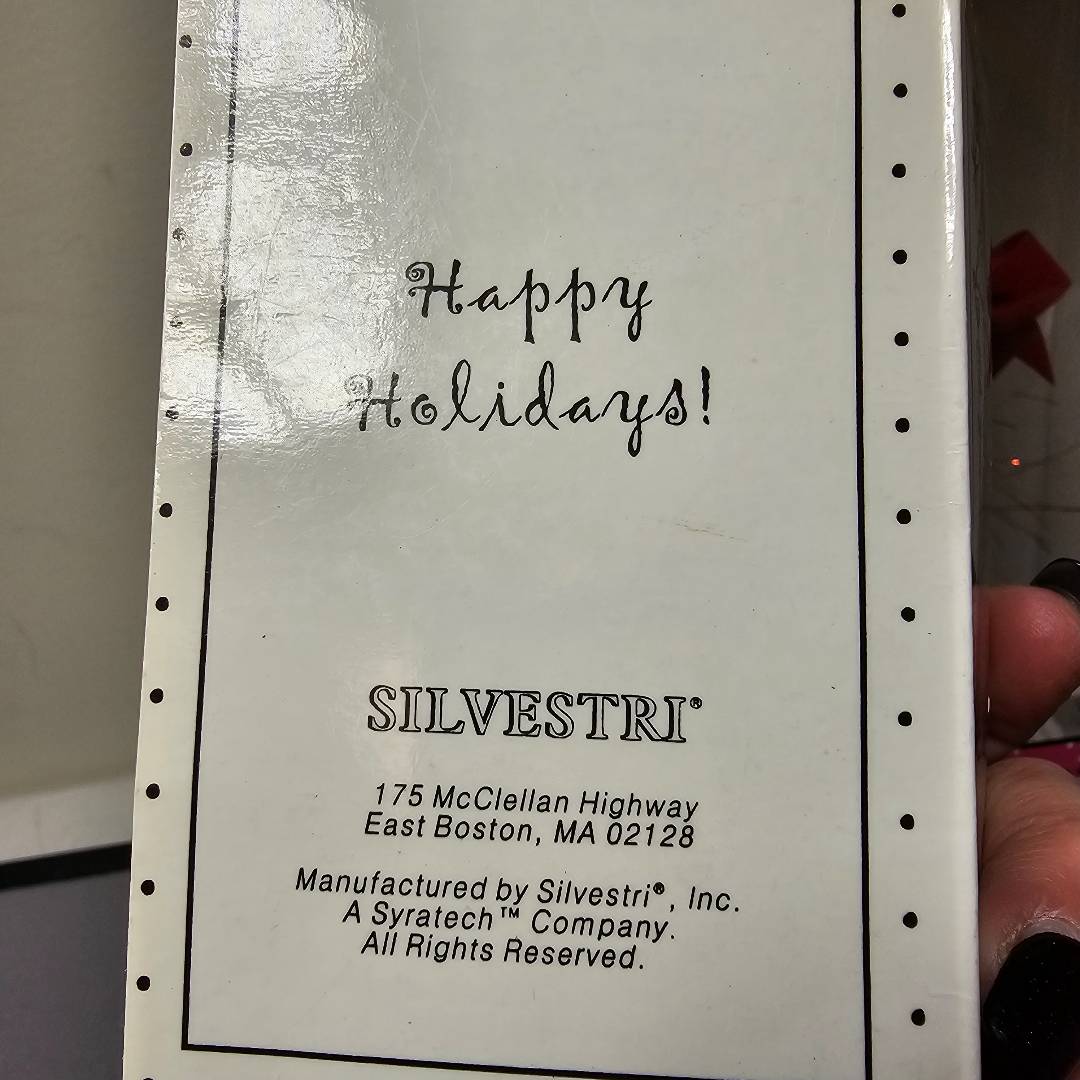 Happy
Holidays!
SILVESTRI®
175 McClellan Highway
East Boston, MA 02128
Manufactured by Silvestri®, Inc.
A Syratech™ Company.
All Rights Reserved.